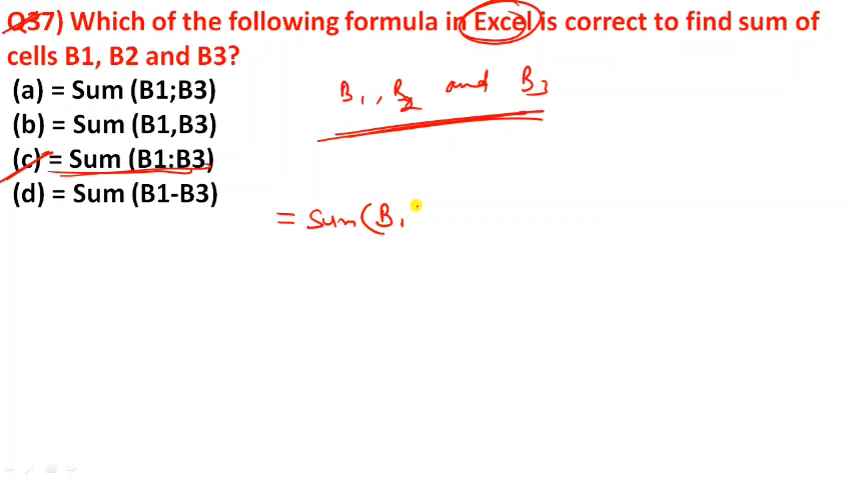 Q37) Which of the following formula in Excel is correct to find sum of
cells B1, B2 and B3?
(a) = Sum (B1;B3)
(b) = Sum (B1,B3)
(c) = Sum (B1:B3)
(d) = Sum (B1-B3)
B1, B2 and B3
= Sum(B1